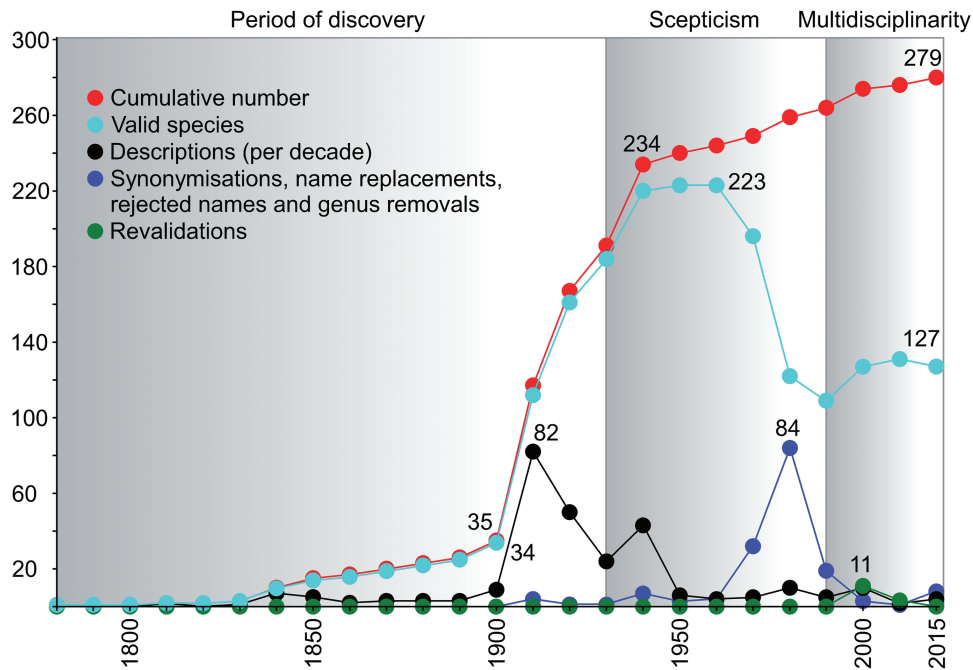 Period of discovery
Scepticism
Multidisciplinarity
300
260
220
180
140
100
60
20
Cumulative number
Valid species
Descriptions (per decade)
Synonymisations, name replacements,
rejected names and genus removals
Revalidations
279
234
223
127
82
84
35
34
11
1800
1850
1900
1950
2000
2015